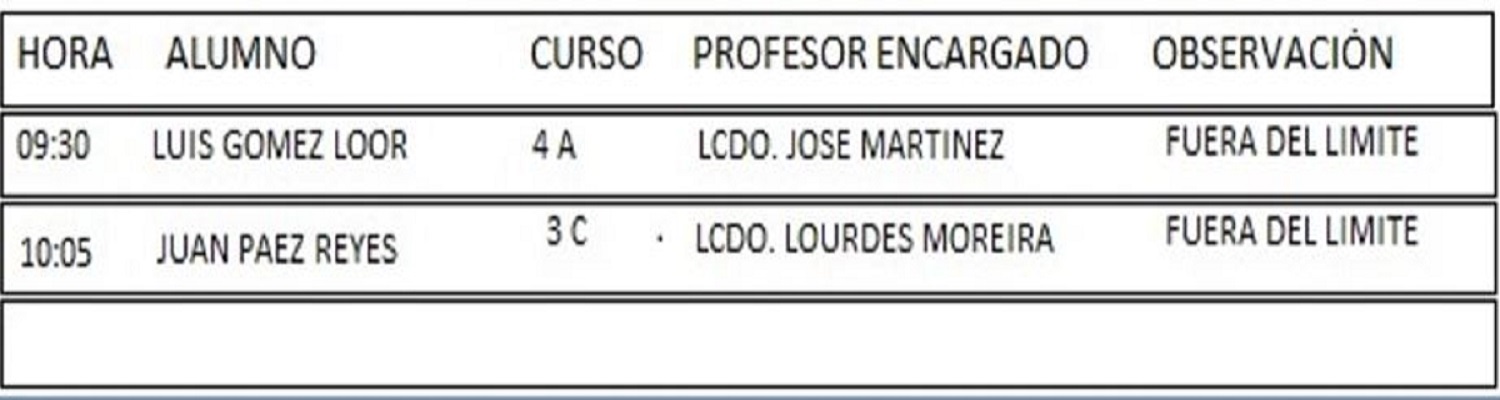 HORA ALUMNO CURSO PROFESOR ENCARGADO OBSERVACIÓN
09:30 LUIS GOMEZ LOOR 4 A LCDO. JOSE MARTINEZ FUERA DEL LIMITE
10:05 JUAN PAEZ REYES 3 C . LCDO. LOURDES MOREIRA FUERA DEL LIMITE